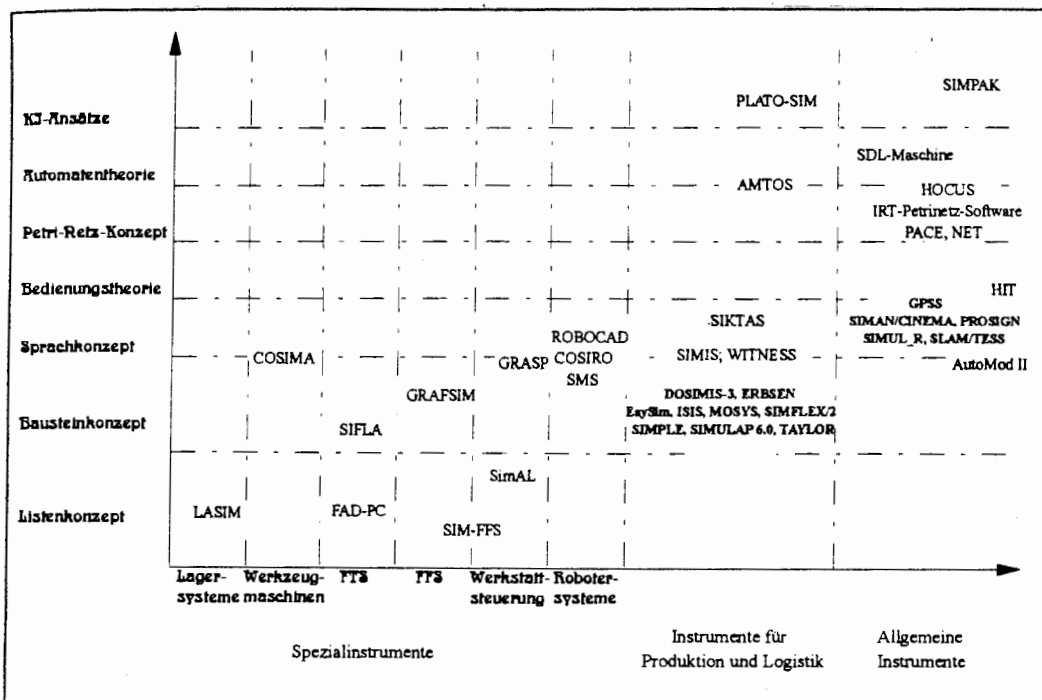 SIMPAK
PLATO-SIM
KI-Ansätze
SDL-Maschine
Automatentheorie
AMTOS
HOCUS
IRT-Petrinetz-Software
Petri-Netz-Konzept
PACE, NET
Bedienungstheorie
HIT
GPSS
SIKTAS
SIMAN/CINEMA, PROSIGN
Sprachkonzept
ROBOCAD
SIMUL_R, SLAM/TESS
COSIMA
GRASP
COSIRO
SIMIS; WITNESS
AutoMod II
SMS
GRAFSIM
DOSIMIS-3, ERBSEN
EaySim, ISIS, MOSYS, SIMFLEX/2
Bausteinkonzept
SIFLA
SIMPLE, SIMULAP 6.0, TAYLOR
SimAL
Listenkonzept
LASIM
FAD-PC
SIM-FFS
Lager-
systeme
Werkzeug-
maschinen
FTS
FFS
Werkstatt-
steuerung
Roboter-
systeme
Spezialinstrumente
Instrumente für
Produktion und Logistik
Allgemeine
Instrumente